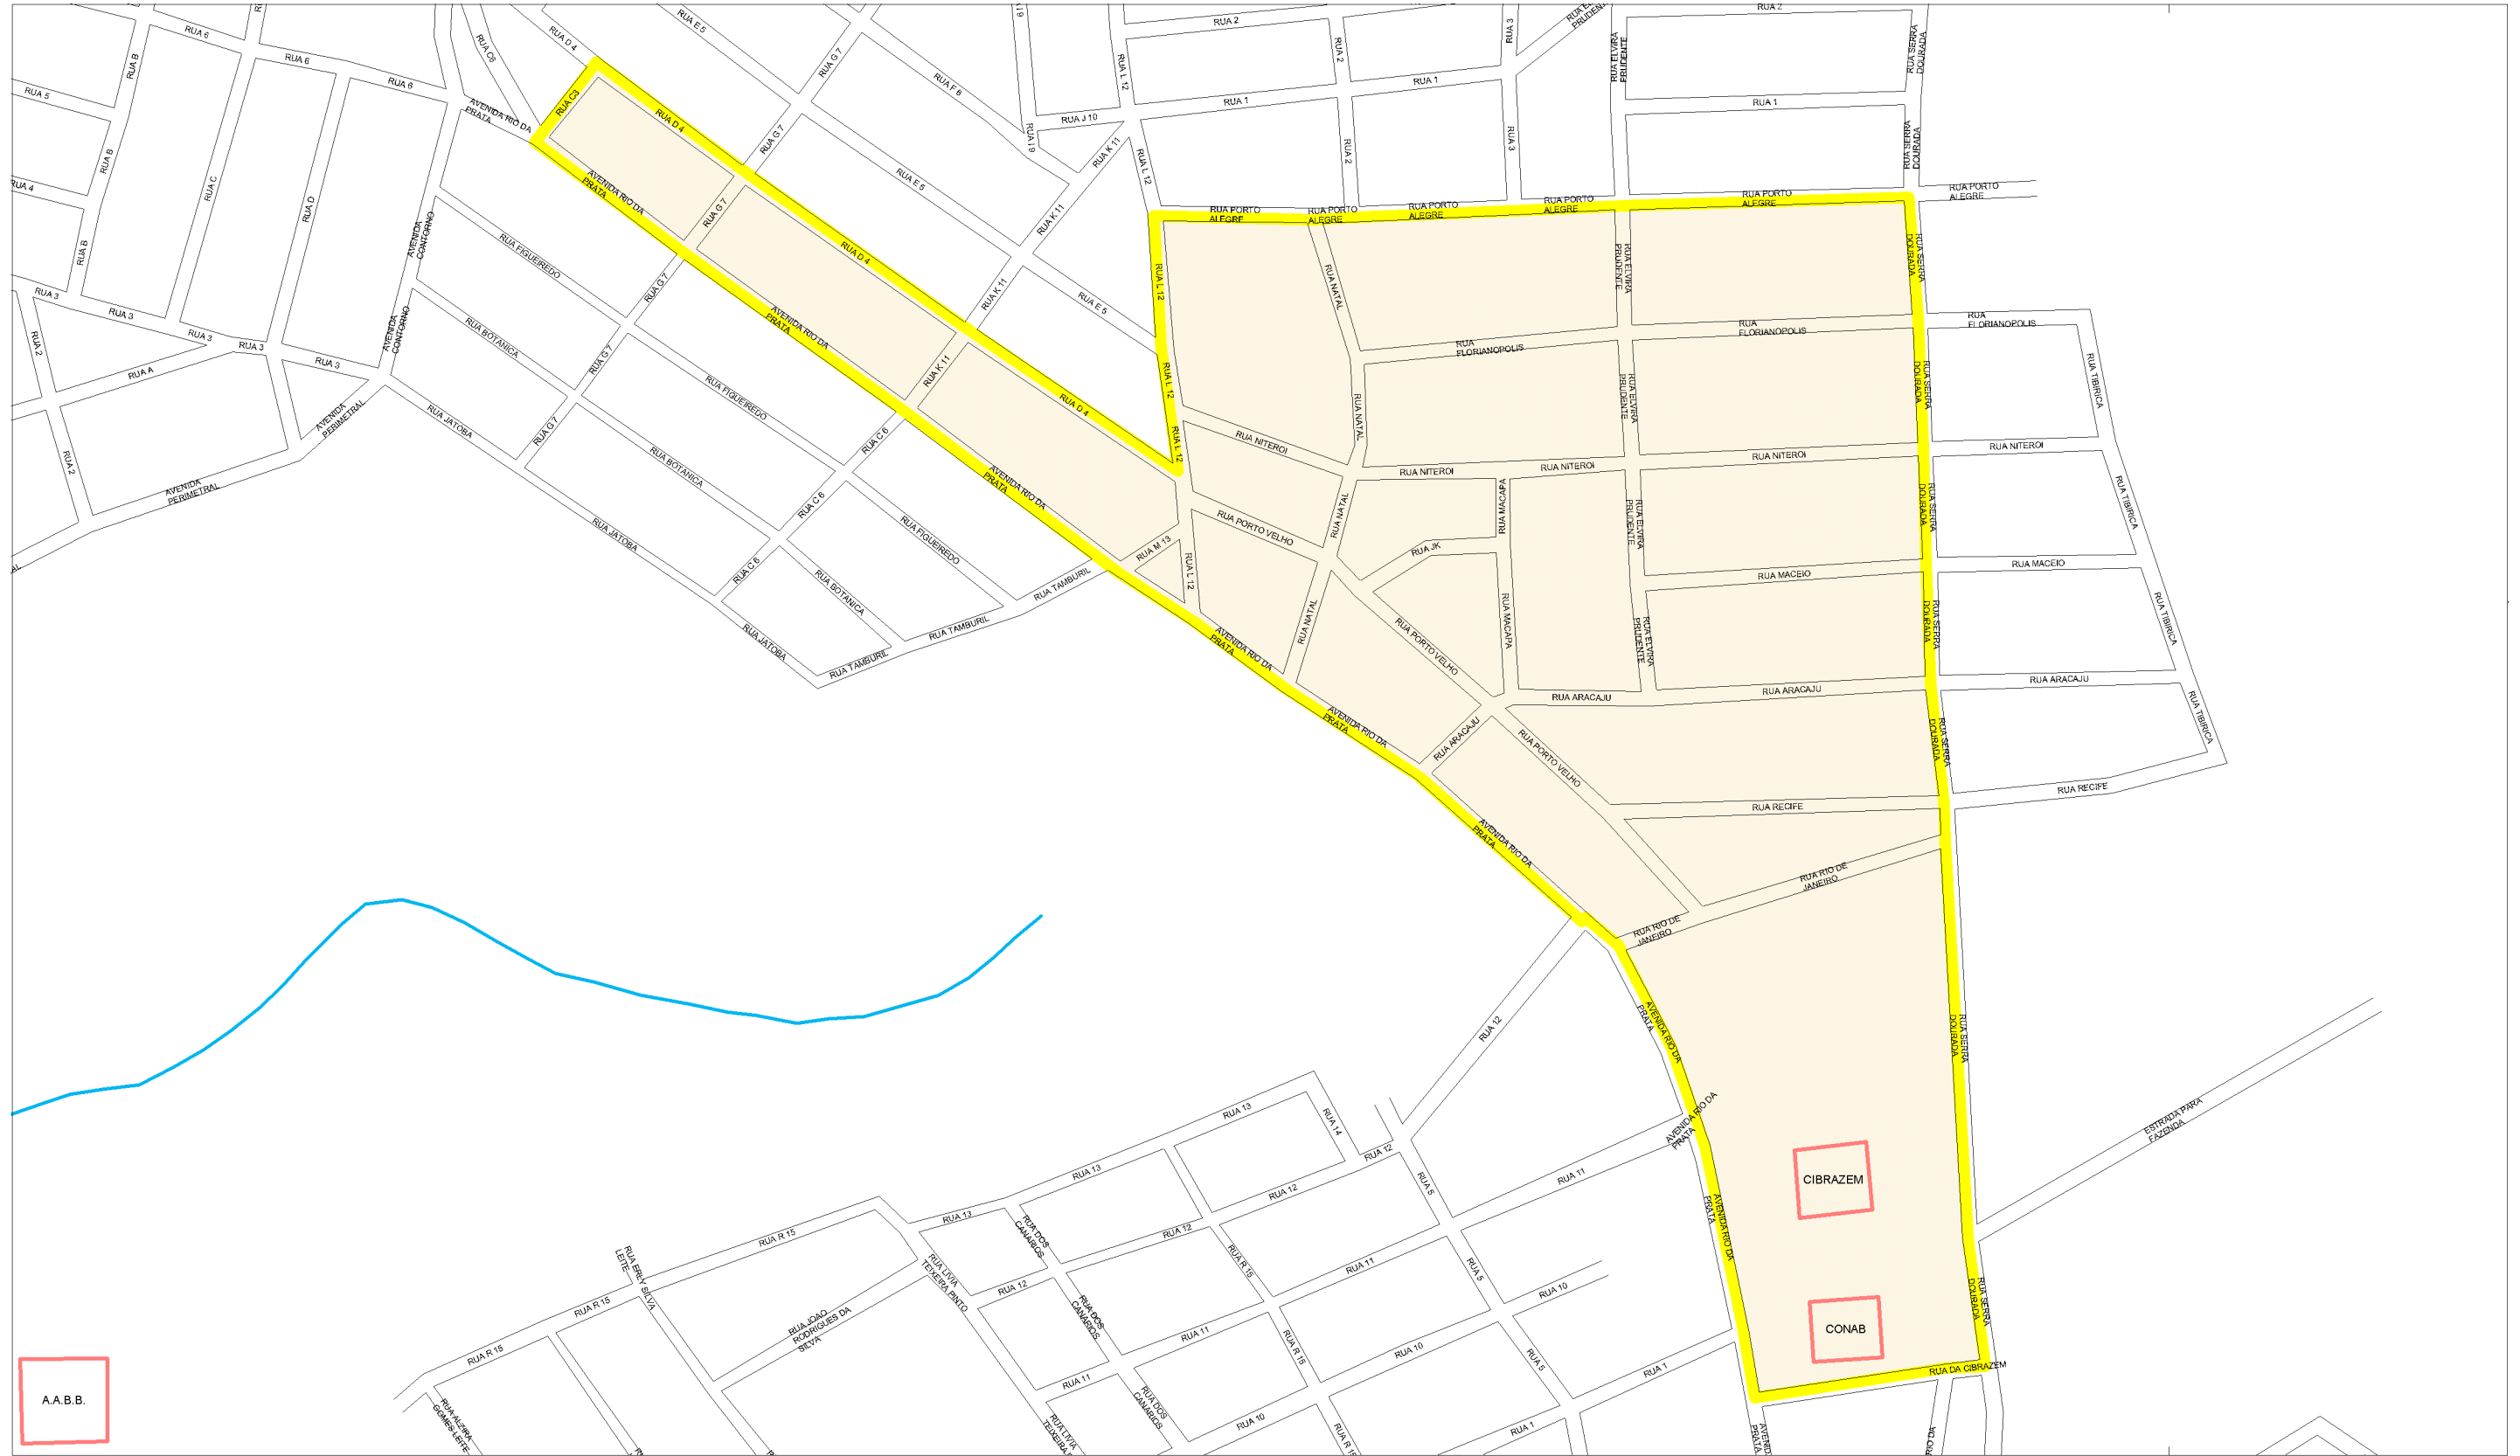 RUA 6
RUA B
RUA 6
RUA 6
RUA C8
RUA D 4
RUA E 5
RUA G 7
RUA F 8
RUA 2
RUA 2
RUA L 12
RUA 3
RUA ELVIRA
PRUDENTE
RUA 2
RUA SERRA
DOURADA
RUA 5
RUA B
AVENIDA RIO DA
PRATA
RUA C3
RUA D 4
RUA G 7
RUA I 9
RUA J 10
RUA 1
RUA 1
RUA 1
RUA 2
RUA 3
RUA SERRA
DOURADA
RUA 4
RUA C
RUA D
RUA B
AVENIDA
CONTORNO
AVENIDA RIO DA
PRATA
RUA G 7
RUA E 5
RUA K 11
RUA K 11
RUA L 12
RUA PORTO
ALEGRE
RUA PORTO
ALEGRE
RUA PORTO
ALEGRE
RUA PORTO
ALEGRE
RUA PORTO
ALEGRE
RUA PORTO
ALEGRE
RUA FIGUEIREDO
RUA G 7
RUA D 4
RUA K 11
RUA E 5
RUA L 12
RUA NATAL
RUA ELVIRA
PRUDENTE
RUA SERRA
DOURADA
RUA 3
RUA 3
RUA 3
RUA 3
RUA 3
RUA 2
RUA A
AVENIDA
CONTORNO
RUA BOTANICA
RUA G 7
AVENIDA RIO DA
PRATA
RUA K 11
RUA D 4
RUA L 12
RUA
FLORIANOPOLIS
RUA
FLORIANOPOLIS
RUA
FLORIANOPOLIS
RUA TIBIRICA
RUA ELVIRA
PRUDENTE
RUA SERRA
DOURADA
RUA FIGUEIREDO
RUA JATOBA
RUA G 7
AVENIDA
PERIMETRAL
RUA C 6
RUA L 12
RUA NATAL
RUA NITEROI
RUA NITEROI
RUA NITEROI
RUA NITEROI
RUA NITEROI
RUA 2
AVENIDA
PERIMETRAL
RUA BOTANICA
RUA C 6
AVENIDA RIO DA
PRATA
RUA MACAPA
RUA ELVIRA
PRUDENTE
RUA SERRA
DOURADA
RUA TIBIRICA
RUA JATOBA
RUA FIGUEIREDO
RUA M 13
RUA PORTO VELHO
RUA NATAL
RUA JK
RUA L 12
RUA C 6
RUA BOTANICA
RUA TAMBURIL
RUA MACEIO
RUA MACEIO
RUA TAMBURIL
RUA NATAL
RUA PORTO VELHO
RUA MACAPA
RUA ELVIRA
PRUDENTE
RUA SERRA
DOURADA
RUA TIBIRICA
RUA JATOBA
RUA TAMBURIL
AVENIDA RIO DA
PRATA
RUA ARACAJU
RUA ARACAJU
RUA ARACAJU
AVENIDA RIO DA
PRATA
RUA ARACAJU
RUA PORTO VELHO
RUA SERRA
DOURADA
RUA TIBIRICA
RUA RECIFE
RUA RECIFE
AVENIDA RIO DA
PRATA
RUA RIO DE
JANEIRO
RUA RIO DE
JANEIRO
RUA 12
AVENIDA RIO DA
PRATA
RUA SERRA
DOURADA
RUA 13
RUA 14
AVENIDA RIO DA
PRATA
ESTRADA PARA
FAZENDA
RUA 13
RUA 12
RUA 5
RUA 11
CIBRAZEM
RUA 13
RUA DOS
CANARIOS
RUA 12
RUA 12
AVENIDA RIO DA
PRATA
RUA R 15
RUA ERLY SILVA
LEITE
RUA LIVIA
TEIXEIRA PINTO
RUA 12
RUA R 15
RUA 11
RUA 5
RUA 10
RUA SERRA
DOURADA
RUA R 15
RUA JOAO
RODRIGUES DA
SILVA
RUA DOS
CANARIOS
RUA 11
RUA R 15
RUA 10
CONAB
RUA R 15
RUA 11
RUA 5
RUA 1
RUA DA CIBRAZEM
A.A.B.B.
RUA ALZIRA
GOMES LEITE
RUA LIVIA
TEIXEIRA
RUA DOS
CANARIOS
RUA 10
RUA R 15
RUA 1
PRATA